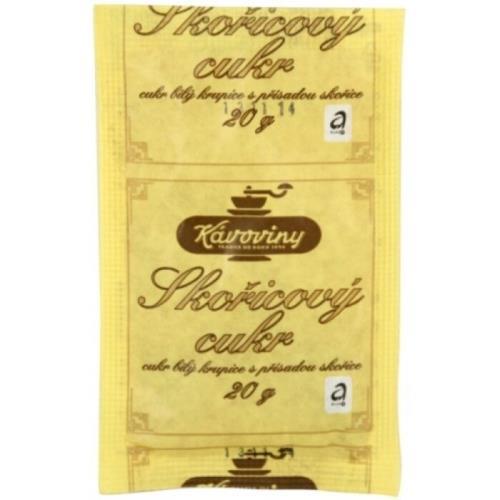 Skořicový
cukr
cukr bílý krupice s přísadou skořice
20 g
a
Kávoviny
Skořicový
cukr
cukr bílý krupice s přísadou skořice
20 g
a